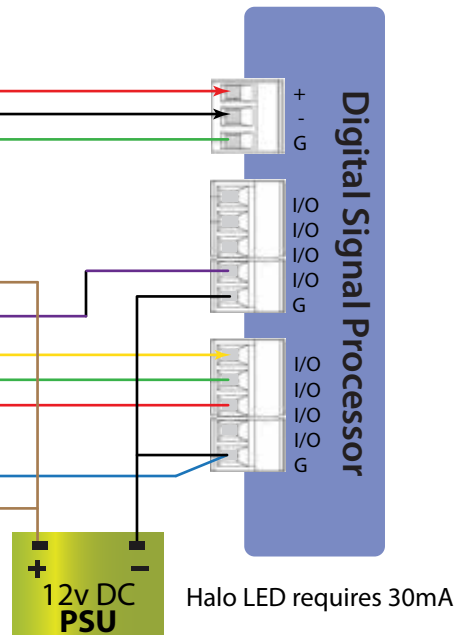 +
-
G
Digital Signal Processor
I/O
I/O
I/O
I/O
G
I/O
I/O
I/O
I/O
G
+ −
12v DC
PSU
Halo LED requires 30mA